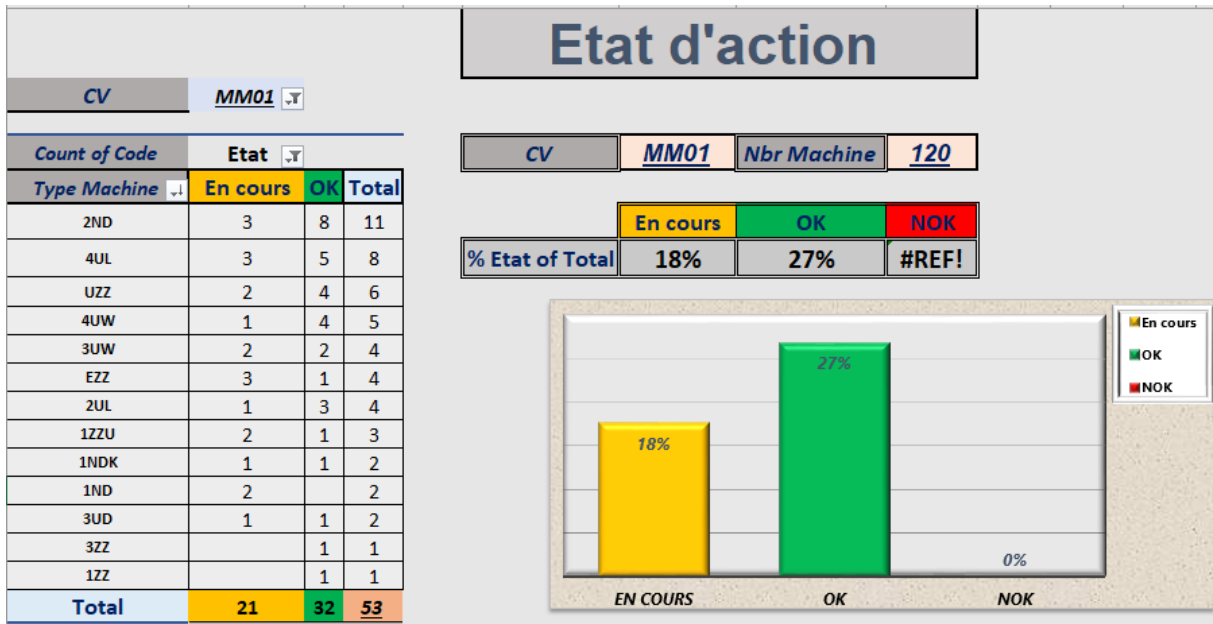 Etat d'action
CV MM01
CV MM01 Nbr Machine 120
Count of Code Etat
Type Machine En cours OK Total
2ND 3 8 11
4UL 3 5 8
UZZ 2 4 6
4UW 1 4 5
3UW 2 2 4
EZZ 3 1 4
2UL 1 3 4
1ZZU 2 1 3
1NDK 1 1 2
1ND 2 2
3UD 1 1 2
3ZZ 1 1
1ZZ 1 1
Total 21 32 53
En cours OK NOK
% Etat of Total 18% 27% #REF!
En cours
OK
NOK
18%
27%
0%
EN COURS OK NOK